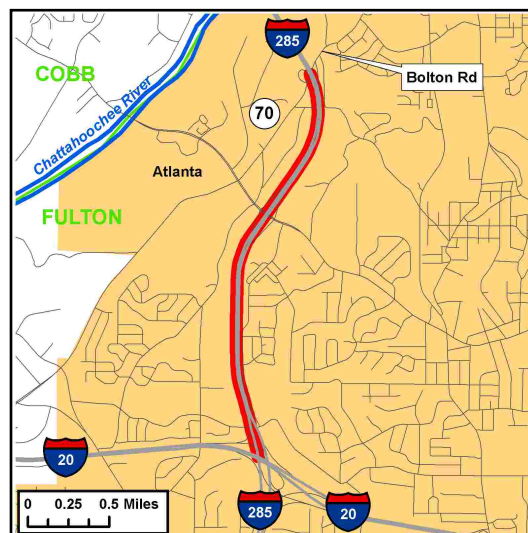 285
COBB
Bolton Rd
Chattahoochee River
70
Atlanta
FULTON
20
0 0.25 0.5 Miles
285
20